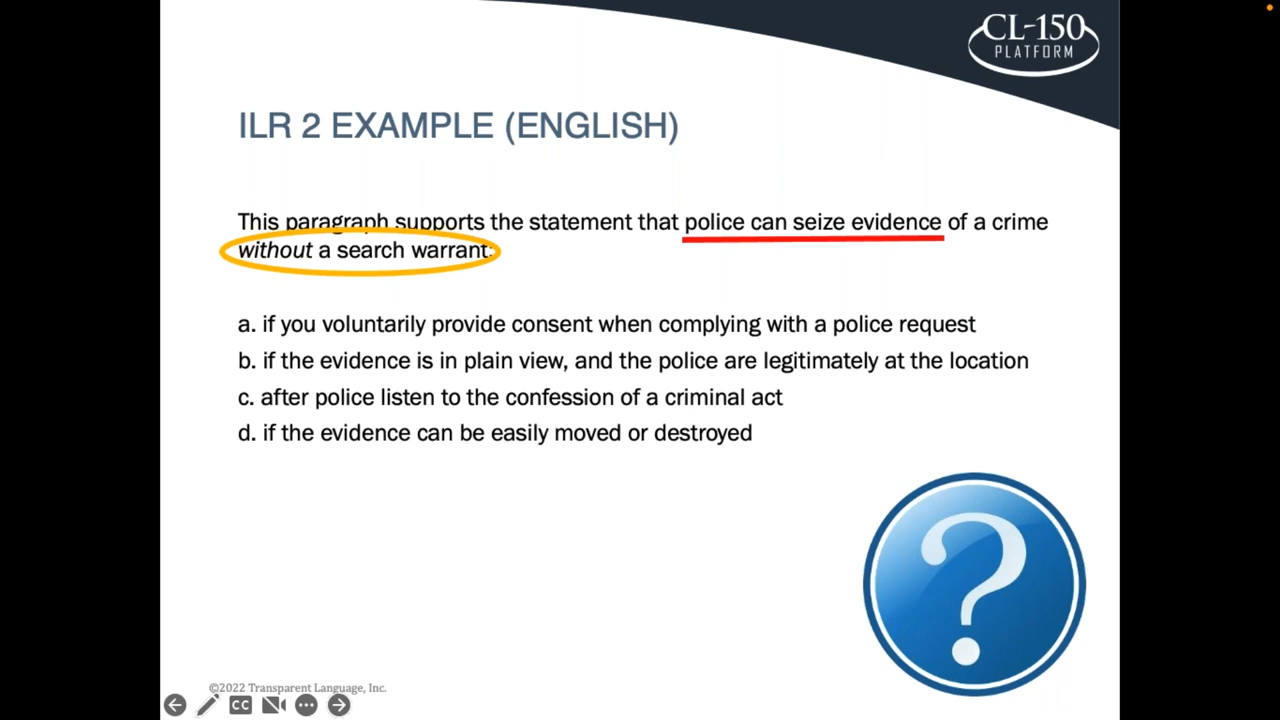 CL-150
PLATFORM
ILR 2 EXAMPLE (ENGLISH)
This paragraph supports the statement that police can seize evidence of a crime
without a search warrant:
a. if you voluntarily provide consent when complying with a police request
b. if the evidence is in plain view, and the police are legitimately at the location
c. after police listen to the confession of a criminal act
d. if the evidence can be easily moved or destroyed
?
©2022 Transparent Language, Inc.
CC